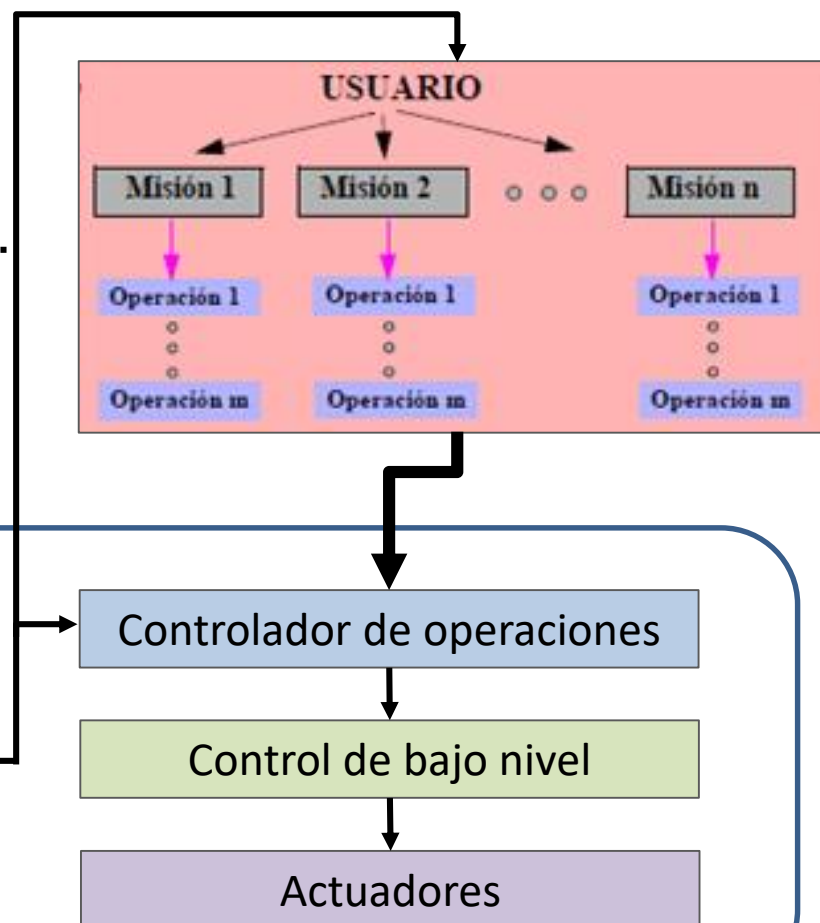 USUARIO
Misión 1 Misión 2 Misión n
Operación 1 Operación 1 Operación 1
Operación m Operación m Operación m
.
Controlador de operaciones
Control de bajo nivel
Actuadores